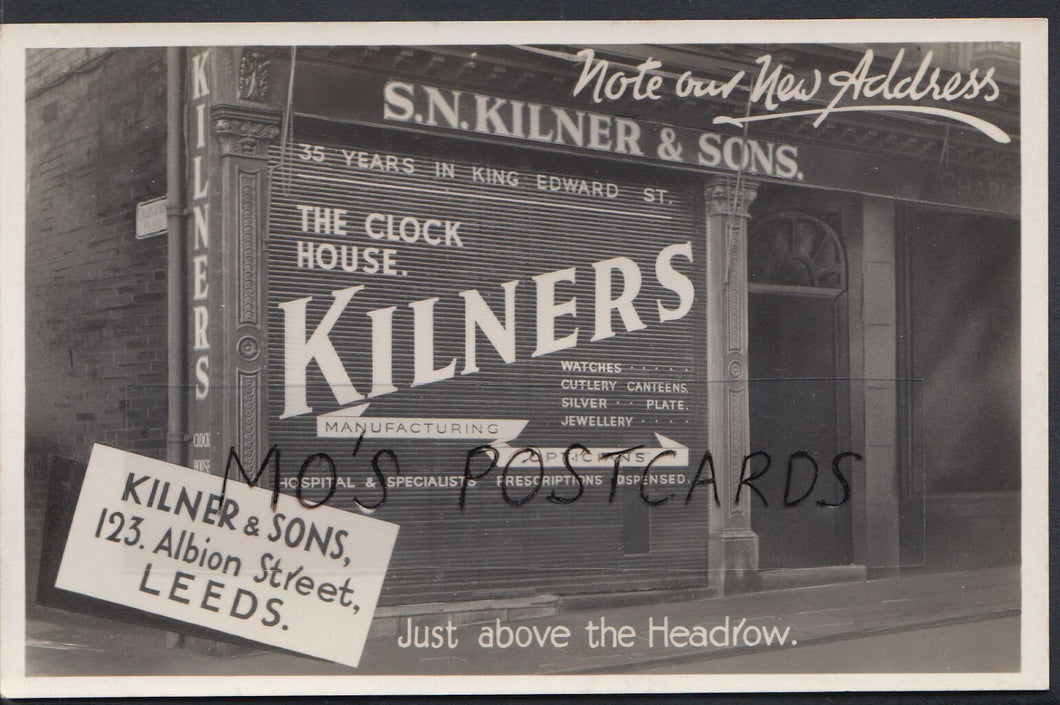 Note our New Address
KILNERS
S.N. KILNER & SONS.
35 YEARS IN KING EDWARD ST.
THE CLOCK
HOUSE.
KILNERS
WATCHES
CUTLERY CANTEENS.
SILVER PLATE.
JEWELLERY
MANUFACTURING
OPTICIANS
HOSPITAL & SPECIALISTS PRESCRIPTIONS DISPENSED.
CLOCK
HOUSE
MO'S POSTCARDS
KILNER & SONS,
123. Albion Street,
LEEDS.
Just above the Headrow.